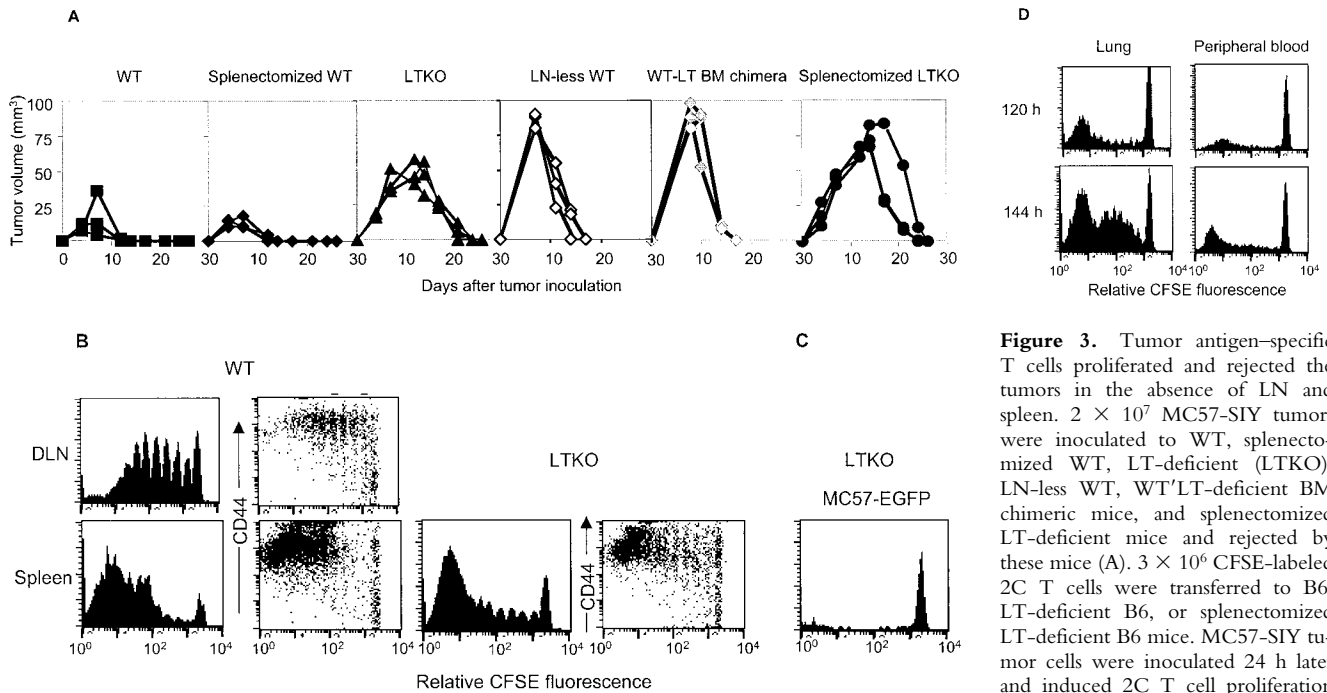 A
WT
Splenectomized WT
LTKO
LN-less WT
WT-LT BM chimera
Splenectomized LTKO
Tumor volume (mm³)
100
75
50
25
0 10 20 30 10 20 30 10 20 30 10 20 30 10 20 30 10 20 30
Days after tumor inoculation
D
Lung
Peripheral blood
120 h
144 h
10⁰ 10² 10⁴ 10⁰ 10² 10⁴
Relative CFSE fluorescence
B
WT
DLN
Spleen
CD44
LTKO
CD44
10⁰ 10² 10⁴ 10⁰ 10² 10⁴ 10⁰ 10² 10⁴ 10⁰ 10² 10⁴
Relative CFSE fluorescence
C
LTKO
MC57-EGFP
10⁰ 10² 10⁴
Figure 3. Tumor antigen–specific
T cells proliferated and rejected the
tumors in the absence of LN and
spleen. 2 × 10⁷ MC57-SIY tumor
were inoculated to WT, splenecto-
mized WT, LT-deficient (LTKO)
LN-less WT, WT′LT-deficient BM
chimeric mice, and splenectomized
LT-deficient mice and rejected by
these mice (A). 3 × 10⁶ CFSE-labeled
2C T cells were transferred to B6
LT-deficient B6, or splenectomized
LT-deficient B6 mice. MC57-SIY tu-
mor cells were inoculated 24 h late
and induced 2C T cell proliferation